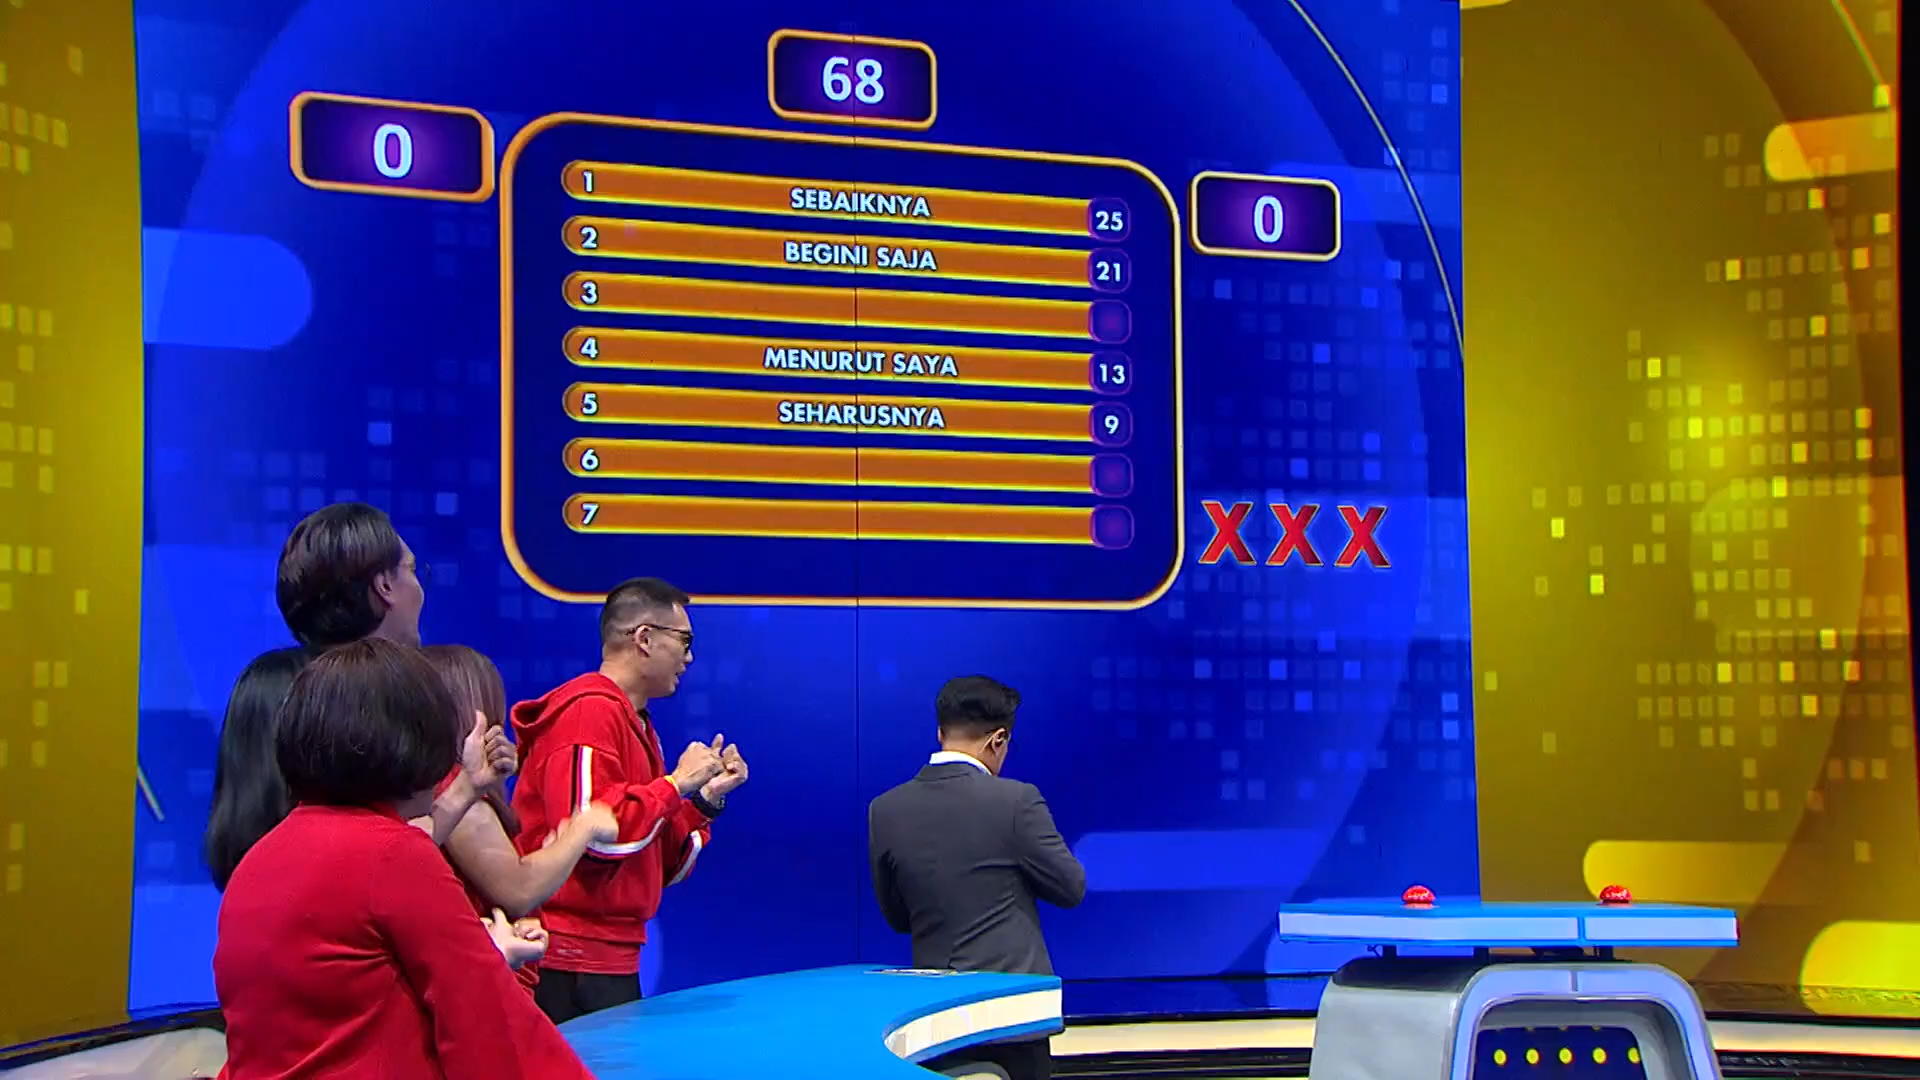 68
0
0
1 SEBAIKNYA 25
2 BEGINI SAJA 21
3
4 MENURUT SAYA 13
5 SEHARUSNYA 9
6
7
XXX